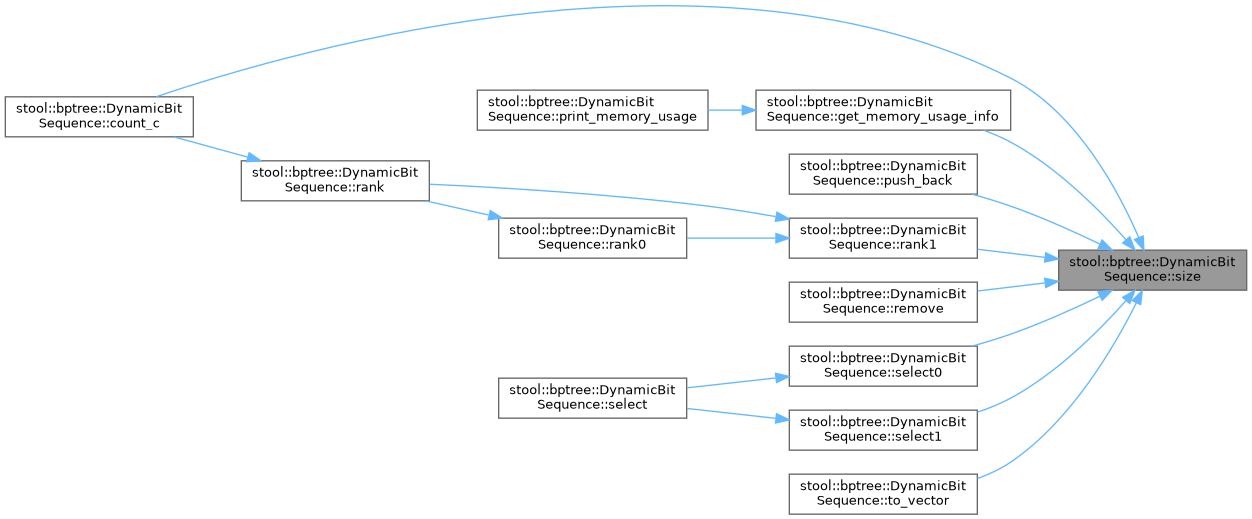 stool::bptree::DynamicBit
Sequence::count_c
stool::bptree::DynamicBit
Sequence::rank
stool::bptree::DynamicBit
Sequence::print_memory_usage
stool::bptree::DynamicBit
Sequence::get_memory_usage_info
stool::bptree::DynamicBit
Sequence::push_back
stool::bptree::DynamicBit
Sequence::rank0
stool::bptree::DynamicBit
Sequence::rank1
stool::bptree::DynamicBit
Sequence::size
stool::bptree::DynamicBit
Sequence::remove
stool::bptree::DynamicBit
Sequence::select0
stool::bptree::DynamicBit
Sequence::select
stool::bptree::DynamicBit
Sequence::select1
stool::bptree::DynamicBit
Sequence::to_vector